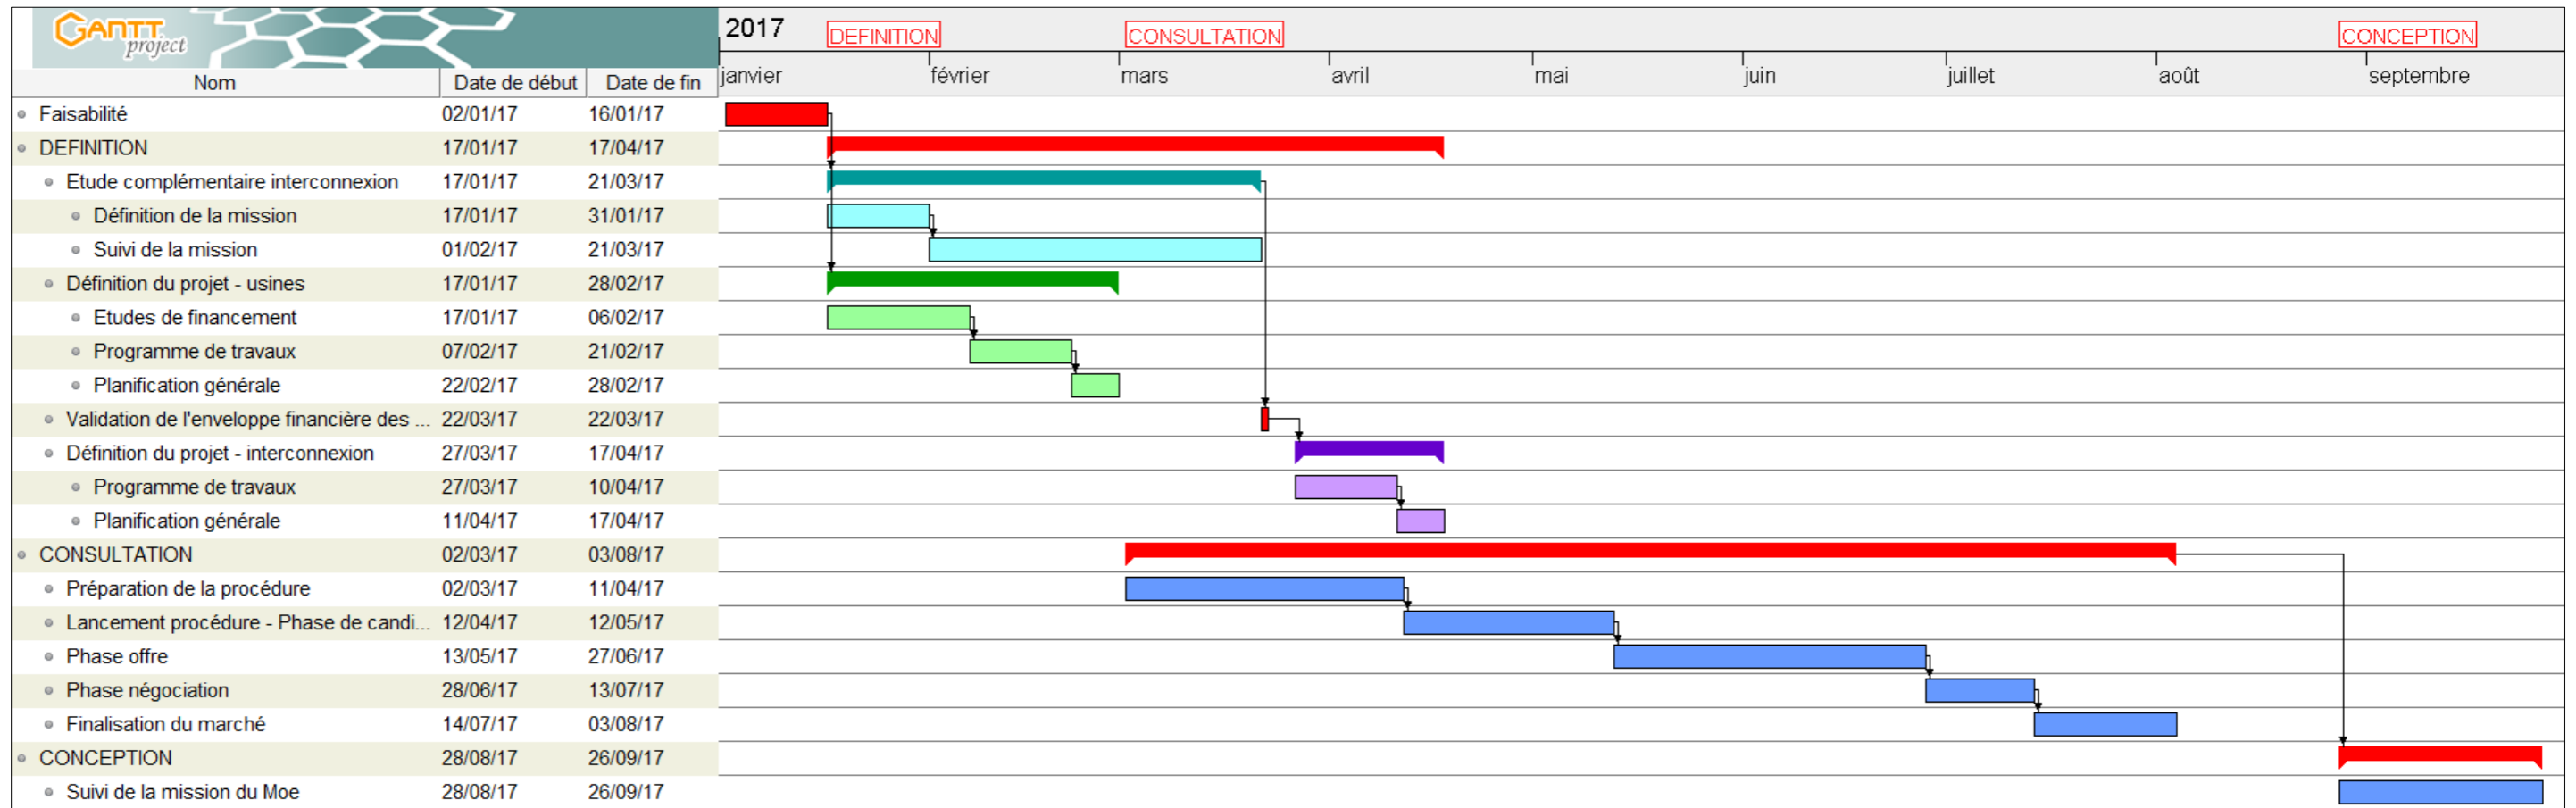 GANTT project
2017 DEFINITION CONSULTATION CONCEPTION
janvier février mars avril mai juin juillet août septembre
Nom Date de début Date de fin
Faisabilité 02/01/17 16/01/17
DEFINITION 17/01/17 17/04/17
Etude complémentaire interconnexion 17/01/17 21/03/17
Définition de la mission 17/01/17 31/01/17
Suivi de la mission 01/02/17 21/03/17
Définition du projet - usines 17/01/17 28/02/17
Etudes de financement 17/01/17 06/02/17
Programme de travaux 07/02/17 21/02/17
Planification générale 22/02/17 28/02/17
Validation de l'enveloppe financière des ... 22/03/17 22/03/17
Définition du projet - interconnexion 27/03/17 17/04/17
Programme de travaux 27/03/17 10/04/17
Planification générale 11/04/17 17/04/17
CONSULTATION 02/03/17 03/08/17
Préparation de la procédure 02/03/17 11/04/17
Lancement procédure - Phase de candi... 12/04/17 12/05/17
Phase offre 13/05/17 27/06/17
Phase négociation 28/06/17 13/07/17
Finalisation du marché 14/07/17 03/08/17
CONCEPTION 28/08/17 26/09/17
Suivi de la mission du Moe 28/08/17 26/09/17